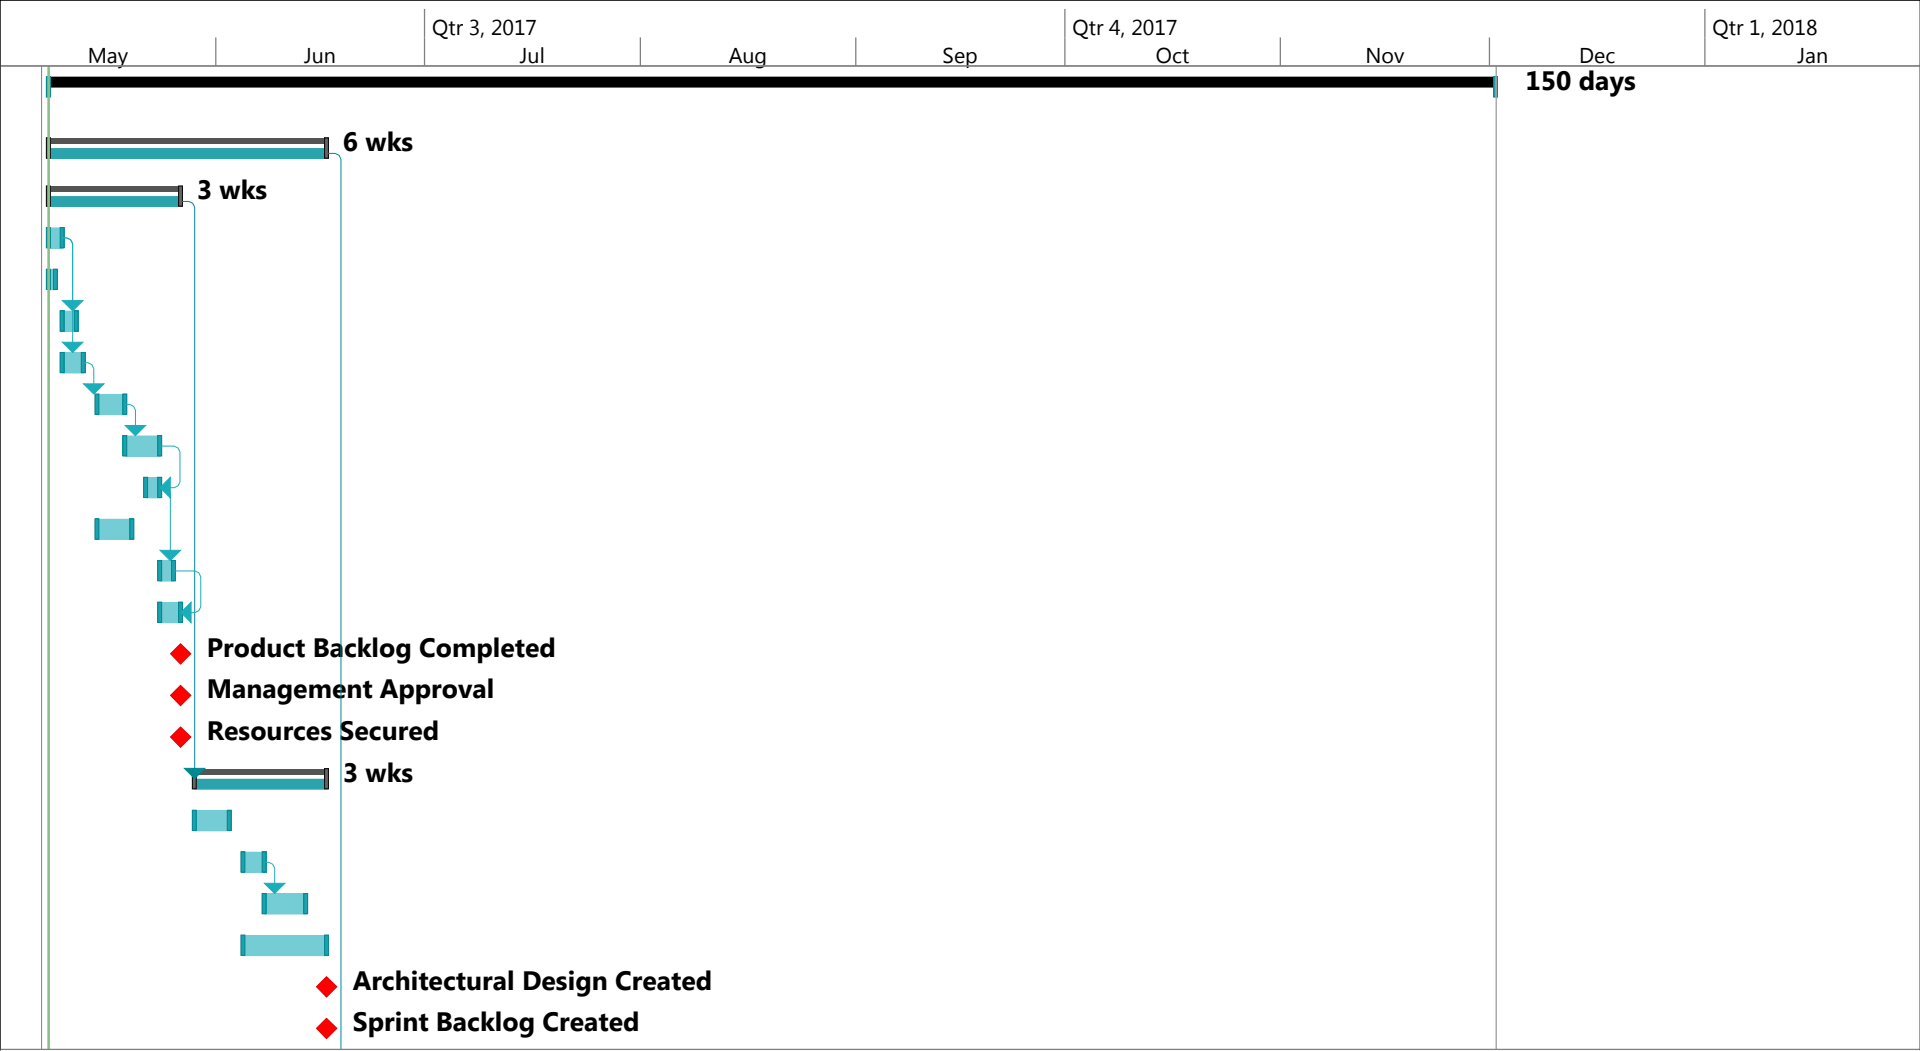 Qtr 3, 2017 Qtr 4, 2017 Qtr 1, 2018
May Jun Jul Aug Sep Oct Nov Dec Jan
150 days
6 wks
3 wks
Product Backlog Completed
Management Approval
Resources Secured
3 wks
Architectural Design Created
Sprint Backlog Created